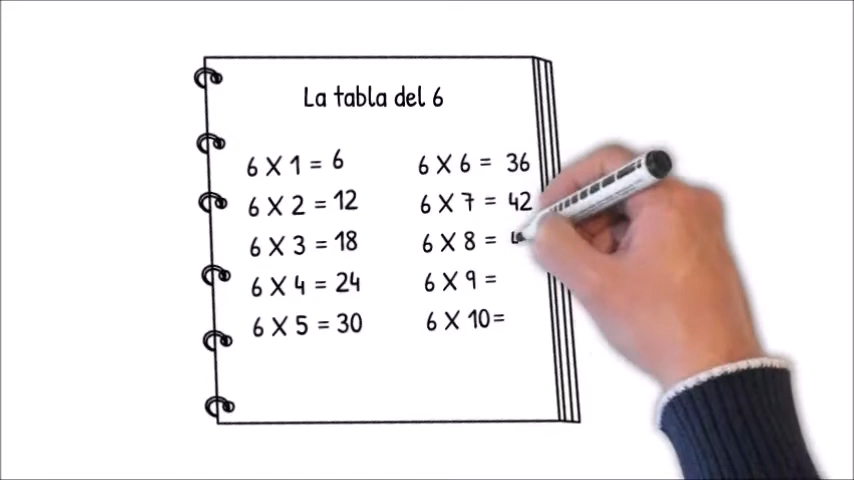 La tabla del 6
6 X 1 = 6
6 X 2 = 12
6 X 3 = 18
6 X 4 = 24
6 X 5 = 30
6 X 6 = 36
6 X 7 = 42
6 X 8 =
6 X 9 =
6 X 10=